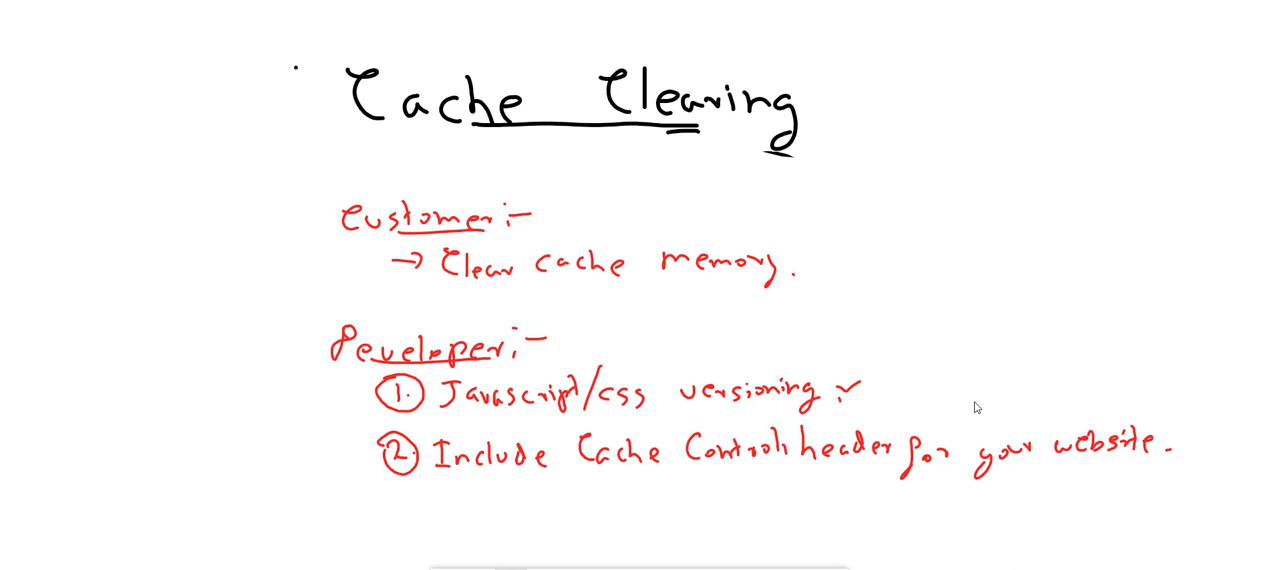 Cache Clearing
Customer:-
→ Clear cache memory.
Developer:-
1. Javascript/css versioning
2. Include Cache Control header for your website.